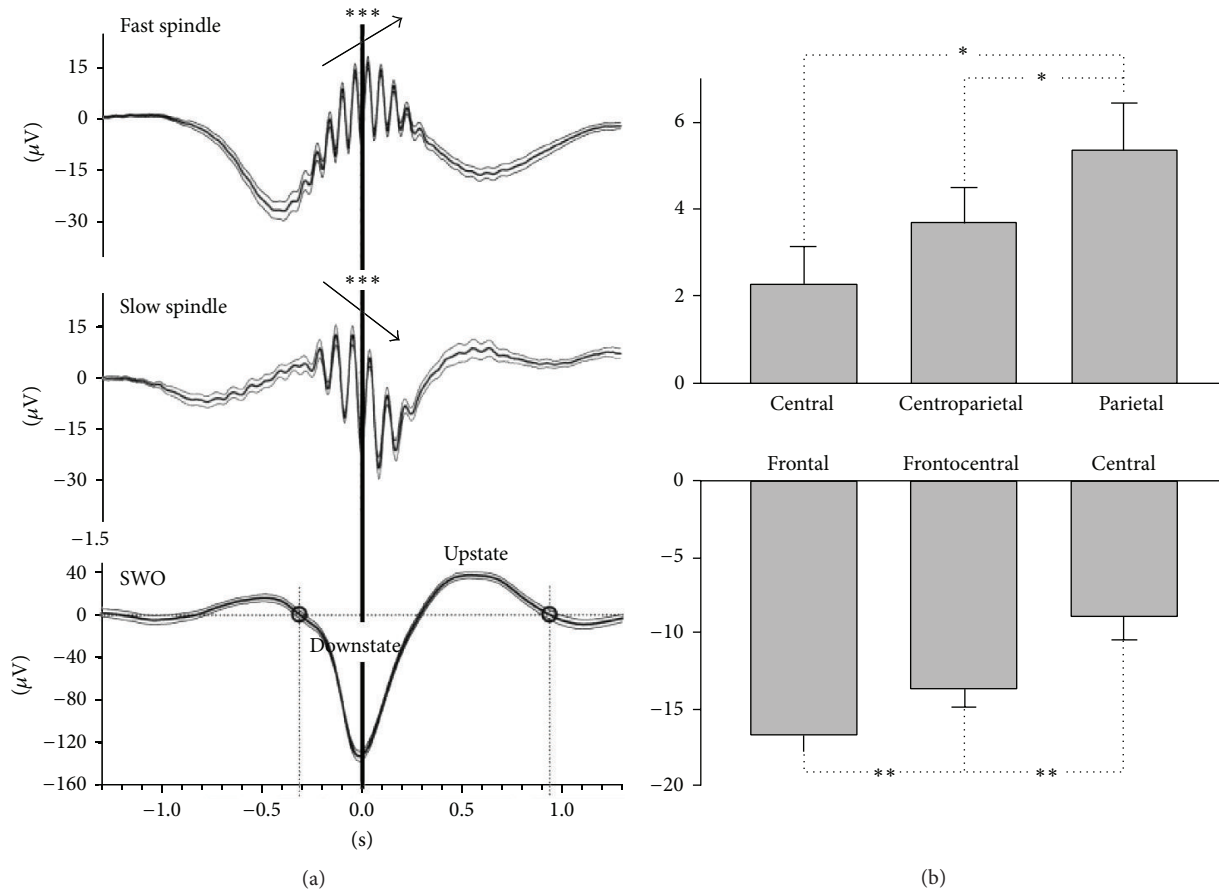 Fast spindle
***
15
0
−15
−30
(μV)
Slow spindle
***
15
0
−15
−30
(μV)
−1.5
SWO
Upstate
Downstate
40
0
−40
−80
−120
−160
(μV)
−1.0
−0.5
0.0
0.5
1.0
(s)
(a)
*
*
6
4
2
0
Central
Centroparietal
Parietal
Frontal
Frontocentral
Central
0
−5
−10
−15
−20
**
**
(b)